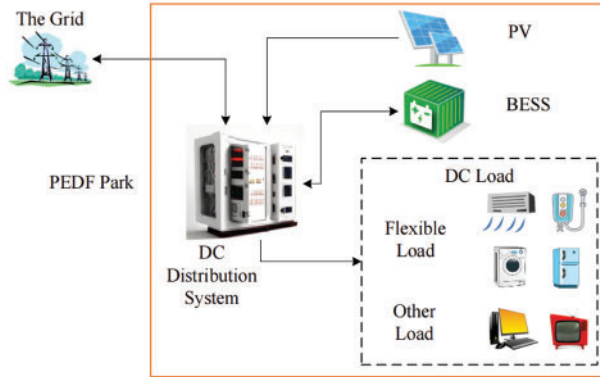 The Grid
PV
BESS
PEDF Park
DC
Distribution
System
DC Load
Flexible
Load
Other
Load